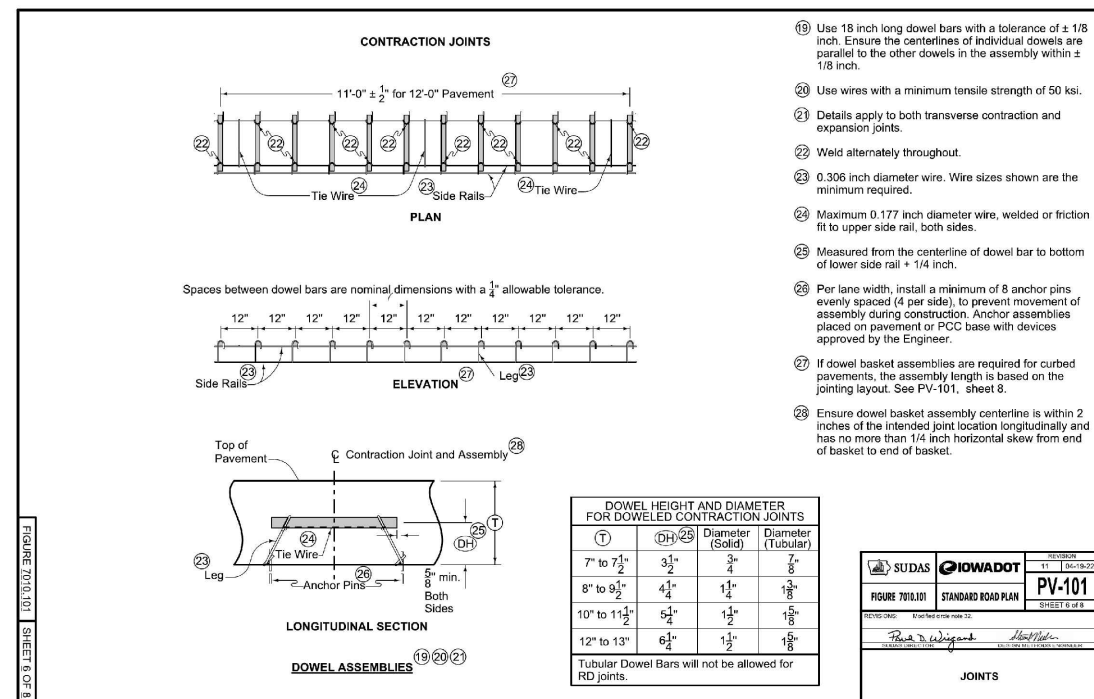 CONTRACTION JOINTS
11'-0" ± 1/2" for 12'-0" Pavement 27
22 22 22 22 22 22 22 22
Tie Wire 24 23 Side Rails 24 Tie Wire
PLAN
Spaces between dowel bars are nominal dimensions with a 1/4" allowable tolerance.
12" 12" 12" 12" 12" 12" 12" 12" 12" 12" 12"
Side Rails 23 ELEVATION 27 Leg 23
Top of
Pavement
℄ Contraction Joint and Assembly 28
T
DH 25
24
Tie Wire
23
Leg
26
Anchor Pins
5/8" min.
Both
Sides
LONGITUDINAL SECTION
DOWEL ASSEMBLIES 19 20 21
19 Use 18 inch long dowel bars with a tolerance of ± 1/8
inch. Ensure the centerlines of individual dowels are
parallel to the other dowels in the assembly within ±
1/8 inch.
20 Use wires with a minimum tensile strength of 50 ksi.
21 Details apply to both transverse contraction and
expansion joints.
22 Weld alternately throughout.
23 0.306 inch diameter wire. Wire sizes shown are the
minimum required.
24 Maximum 0.177 inch diameter wire, welded or friction
fit to upper side rail, both sides.
25 Measured from the centerline of dowel bar to bottom
of lower side rail + 1/4 inch.
26 Per lane width, install a minimum of 8 anchor pins
evenly spaced (4 per side), to prevent movement of
assembly during construction. Anchor assemblies
placed on pavement or PCC base with devices
approved by the Engineer.
27 If dowel basket assemblies are required for curbed
pavements, the assembly length is based on the
jointing layout. See PV-101, sheet 8.
28 Ensure dowel basket assembly centerline is within 2
inches of the intended joint location longitudinally and
has no more than 1/4 inch horizontal skew from end
of basket to end of basket.
DOWEL HEIGHT AND DIAMETER
FOR DOWELED CONTRACTION JOINTS
T DH 25 Diameter (Solid) Diameter (Tubular)
7" to 7 1/2" 3 1/2" 3/4" 7/8"
8" to 9 1/2" 4 1/4" 1 1/4" 1 3/8"
10" to 11 1/2" 5 1/4" 1 1/2" 1 5/8"
12" to 13" 6 1/4" 1 1/2" 1 5/8"
Tubular Dowel Bars will not be allowed for
RD joints.
FIGURE 7010.101 SHEET 6 OF 8
SUDAS IOWADOT
REVISION
11 04-19-22
FIGURE 7010.101 STANDARD ROAD PLAN PV-101
SHEET 6 of 8
REVISIONS: Modified circle note 32.
Paul D. Wiegand
SUDAS DIRECTOR DESIGN METHODS ENGINEER
JOINTS